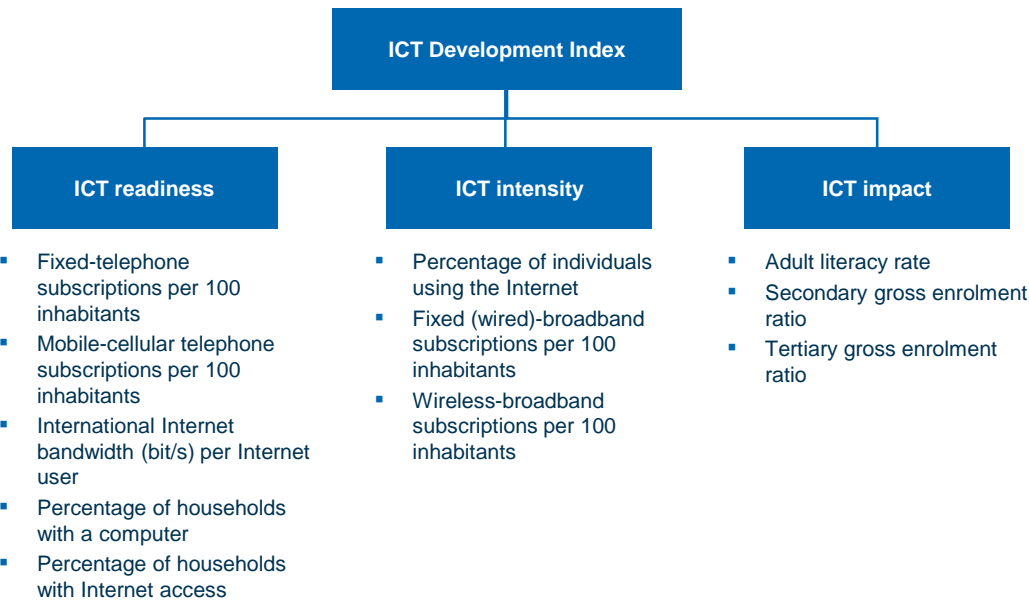 ICT Development Index
ICT readiness
ICT intensity
ICT impact
▪ Fixed-telephone
subscriptions per 100
inhabitants
▪ Mobile-cellular telephone
subscriptions per 100
inhabitants
▪ International Internet
bandwidth (bit/s) per Internet
user
▪ Percentage of households
with a computer
▪ Percentage of households
with Internet access
▪ Percentage of individuals
using the Internet
▪ Fixed (wired)-broadband
subscriptions per 100
inhabitants
▪ Wireless-broadband
subscriptions per 100
inhabitants
▪ Adult literacy rate
▪ Secondary gross enrolment
ratio
▪ Tertiary gross enrolment
ratio